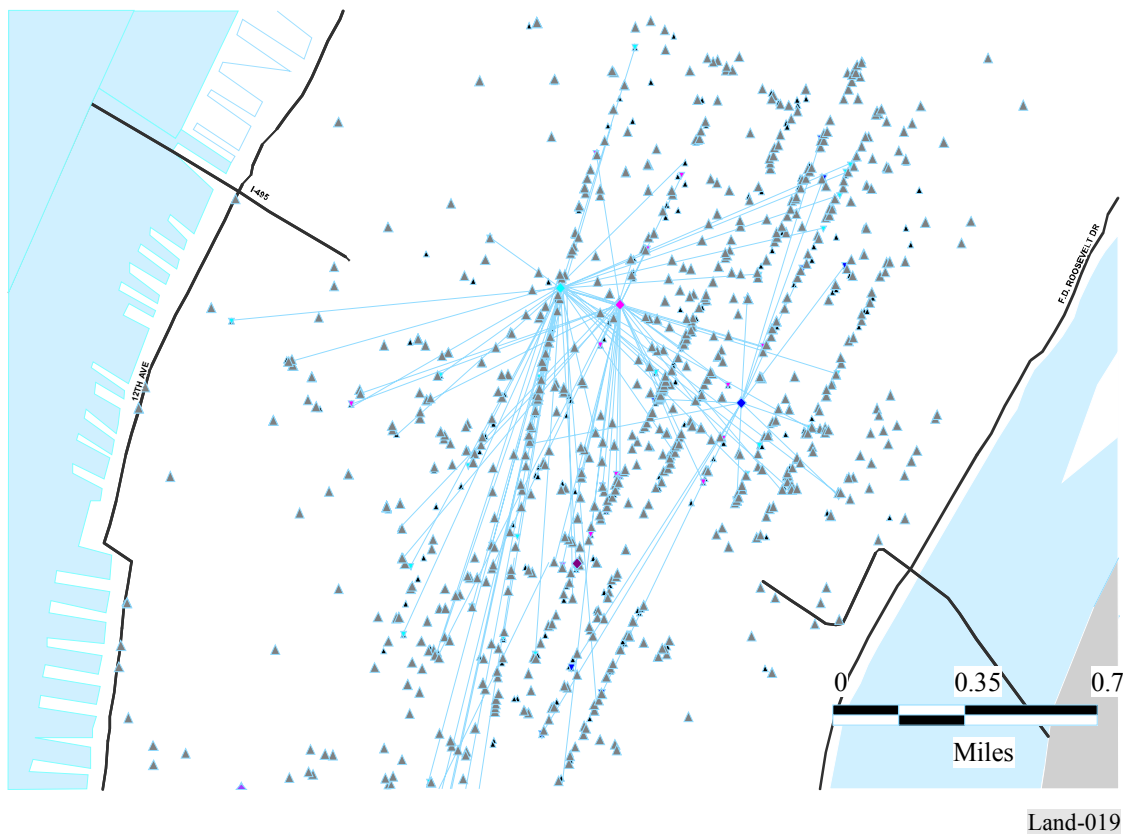 I-495
F.D. ROOSEVELT DR
12TH AVE
0 0.35 0.7
Miles
Land-019